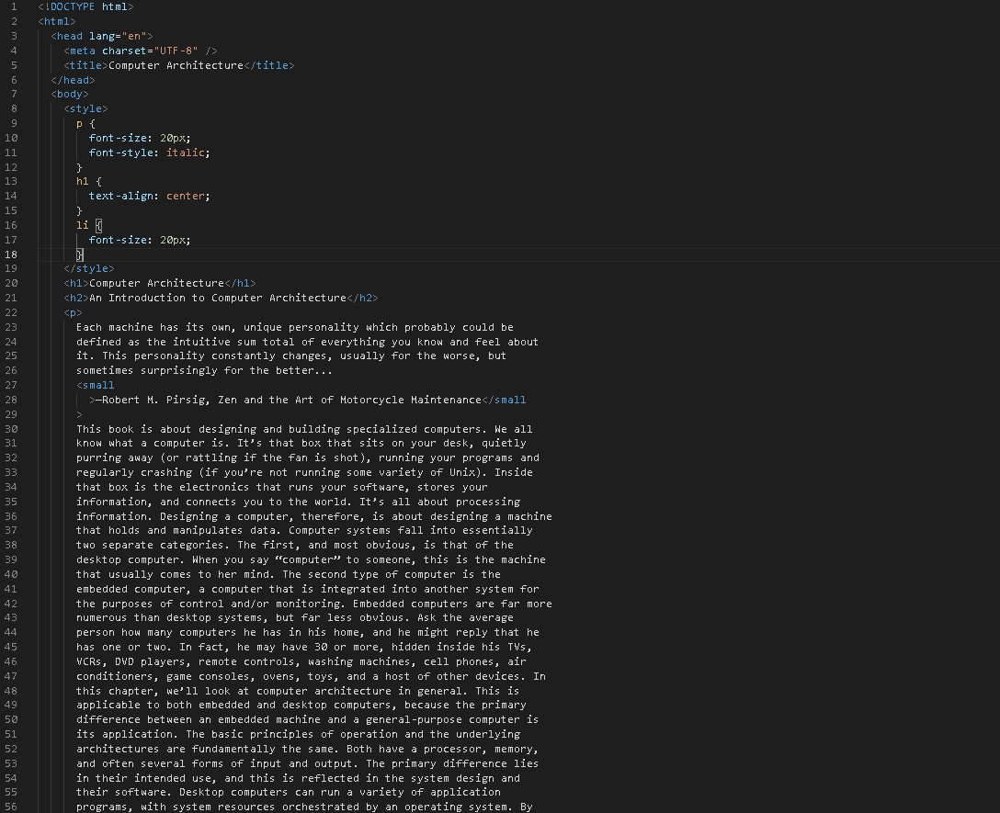 1 <!DOCTYPE html>
2 <html>
3 <head lang="en">
4 <meta charset="UTF-8" />
5 <title>Computer Architecture</title>
6 </head>
7 <body>
8 <style>
9 p {
10 font-size: 20px;
11 font-style: italic;
12 }
13 h1 {
14 text-align: center;
15 }
16 li {
17 font-size: 20px;
18 }
19 </style>
20 <h1>Computer Architecture</h1>
21 <h2>An Introduction to Computer Architecture</h2>
22 <p>
23 Each machine has its own, unique personality which probably could be
24 defined as the intuitive sum total of everything you know and feel about
25 it. This personality constantly changes, usually for the worse, but
26 sometimes surprisingly for the better...
27 <small
28 >—Robert M. Pirsig, Zen and the Art of Motorcycle Maintenance</small
29 >
30 This book is about designing and building specialized computers. We all
31 know what a computer is. It’s that box that sits on your desk, quietly
32 purring away (or rattling if the fan is shot), running your programs and
33 regularly crashing (if you’re not running some variety of Unix). Inside
34 that box is the electronics that runs your software, stores your
35 information, and connects you to the world. It’s all about processing
36 information. Designing a computer, therefore, is about designing a machine
37 that holds and manipulates data. Computer systems fall into essentially
38 two separate categories. The first, and most obvious, is that of the
39 desktop computer. When you say “computer” to someone, this is the machine
40 that usually comes to her mind. The second type of computer is the
41 embedded computer, a computer that is integrated into another system for
42 the purposes of control and/or monitoring. Embedded computers are far more
43 numerous than desktop systems, but far less obvious. Ask the average
44 person how many computers he has in his home, and he might reply that he
45 has one or two. In fact, he may have 30 or more, hidden inside his TVs,
46 VCRs, DVD players, remote controls, washing machines, cell phones, air
47 conditioners, game consoles, ovens, toys, and a host of other devices. In
48 this chapter, we’ll look at computer architecture in general. This is
49 applicable to both embedded and desktop computers, because the primary
50 difference between an embedded machine and a general-purpose computer is
51 its application. The basic principles of operation and the underlying
52 architectures are fundamentally the same. Both have a processor, memory,
53 and often several forms of input and output. The primary difference lies
54 in their intended use, and this is reflected in the system design and
55 their software. Desktop computers can run a variety of application
56 programs, with system resources orchestrated by an operating system. By